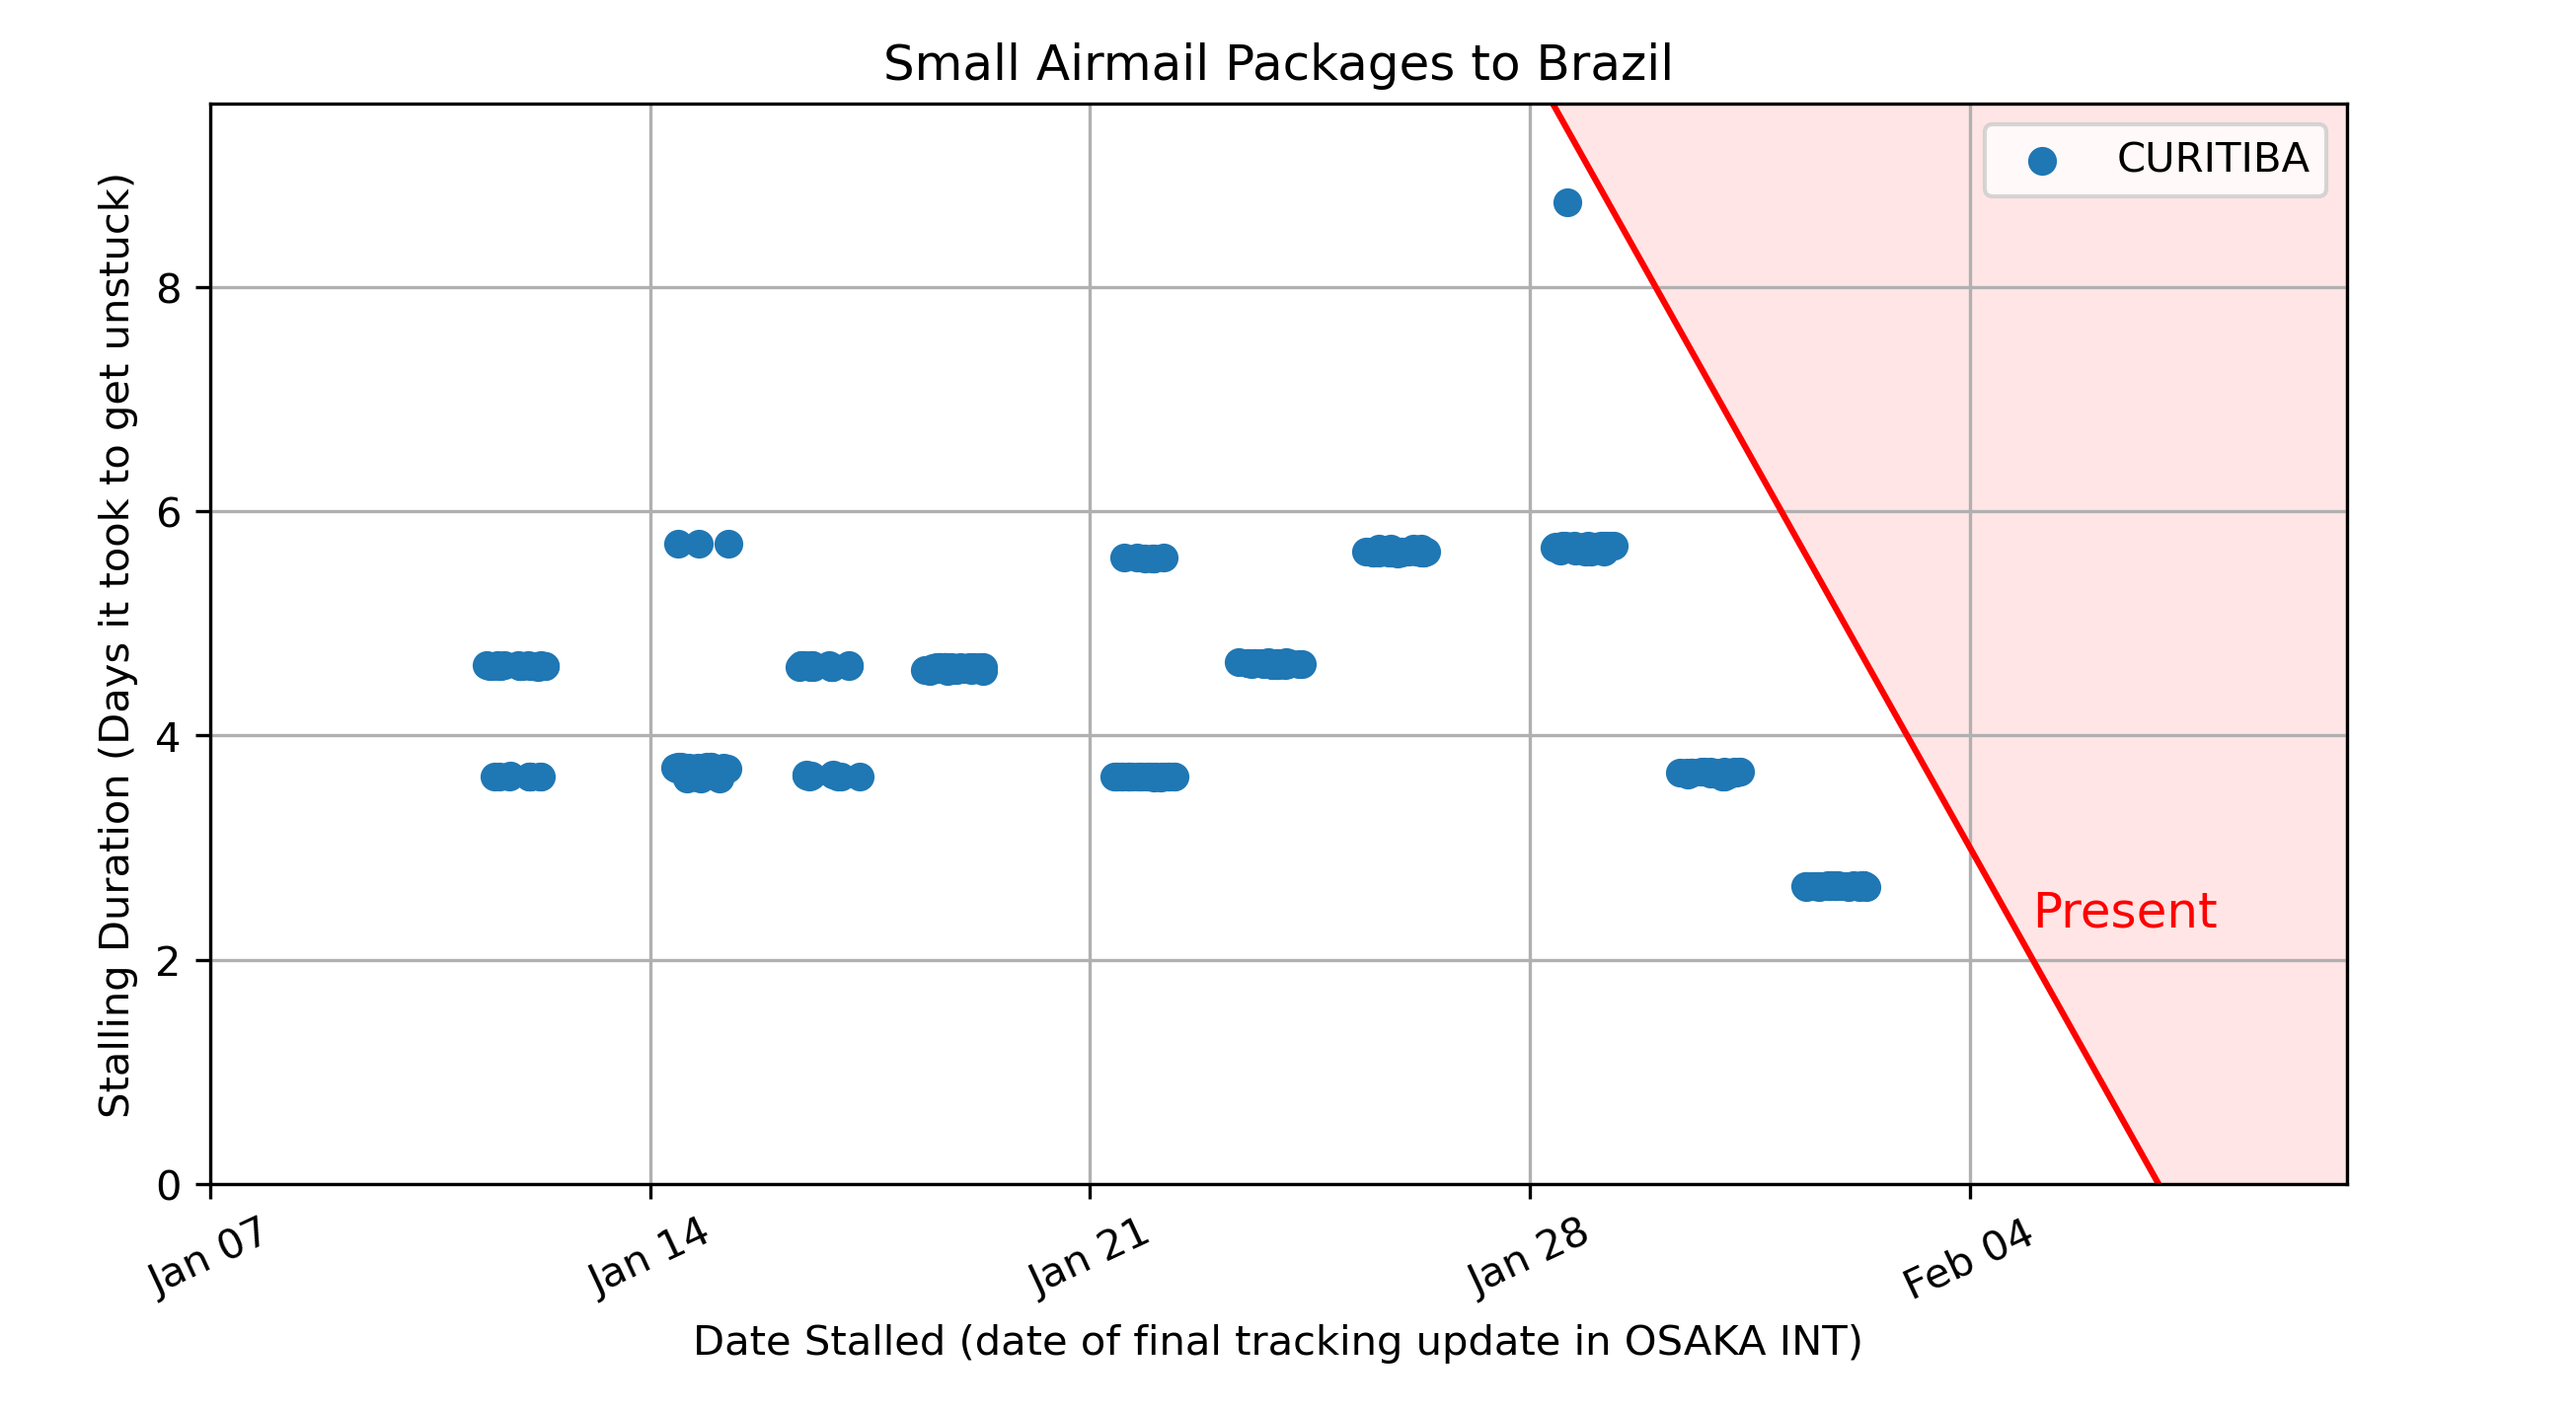 Small Airmail Packages to Brazil
CURITIBA
Stalling Duration (Days it took to get unstuck)
8
6
4
2
0
Present
Jan 07
Jan 14
Jan 21
Jan 28
Feb 04
Date Stalled (date of final tracking update in OSAKA INT)